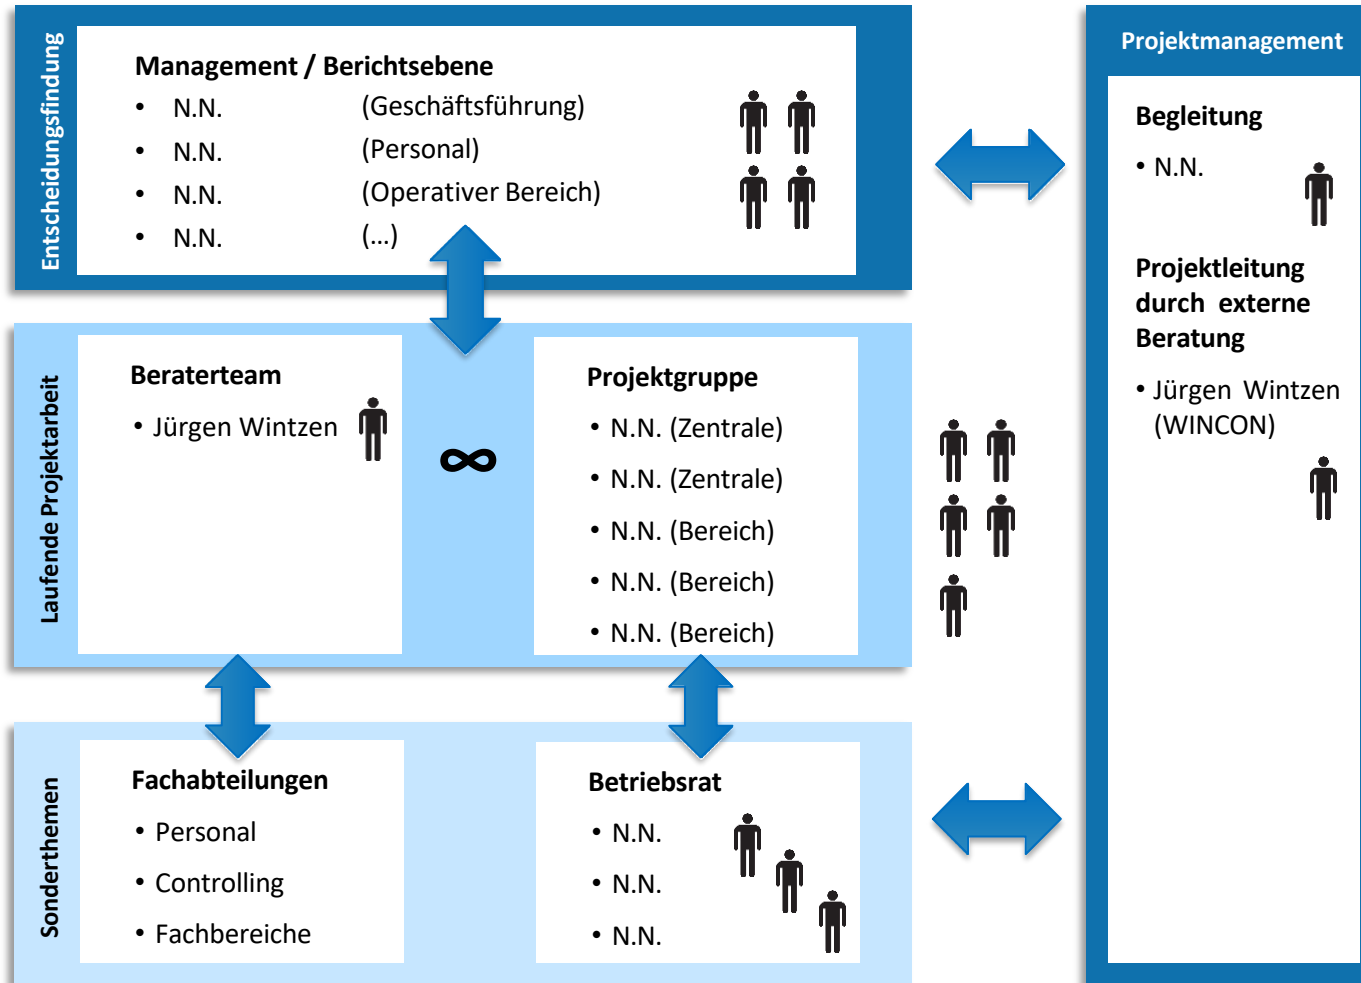 Entscheidungsfindung
Management / Berichtsebene
• N.N. (Geschäftsführung)
• N.N. (Personal)
• N.N. (Operativer Bereich)
• N.N. (...)
Laufende Projektarbeit
Beraterteam
• Jürgen Wintzen
∞
Projektgruppe
• N.N. (Zentrale)
• N.N. (Zentrale)
• N.N. (Bereich)
• N.N. (Bereich)
• N.N. (Bereich)
Sonderthemen
Fachabteilungen
• Personal
• Controlling
• Fachbereiche
Betriebsrat
• N.N.
• N.N.
• N.N.
Projektmanagement
Begleitung
• N.N.
Projektleitung
durch externe
Beratung
• Jürgen Wintzen
(WINCON)